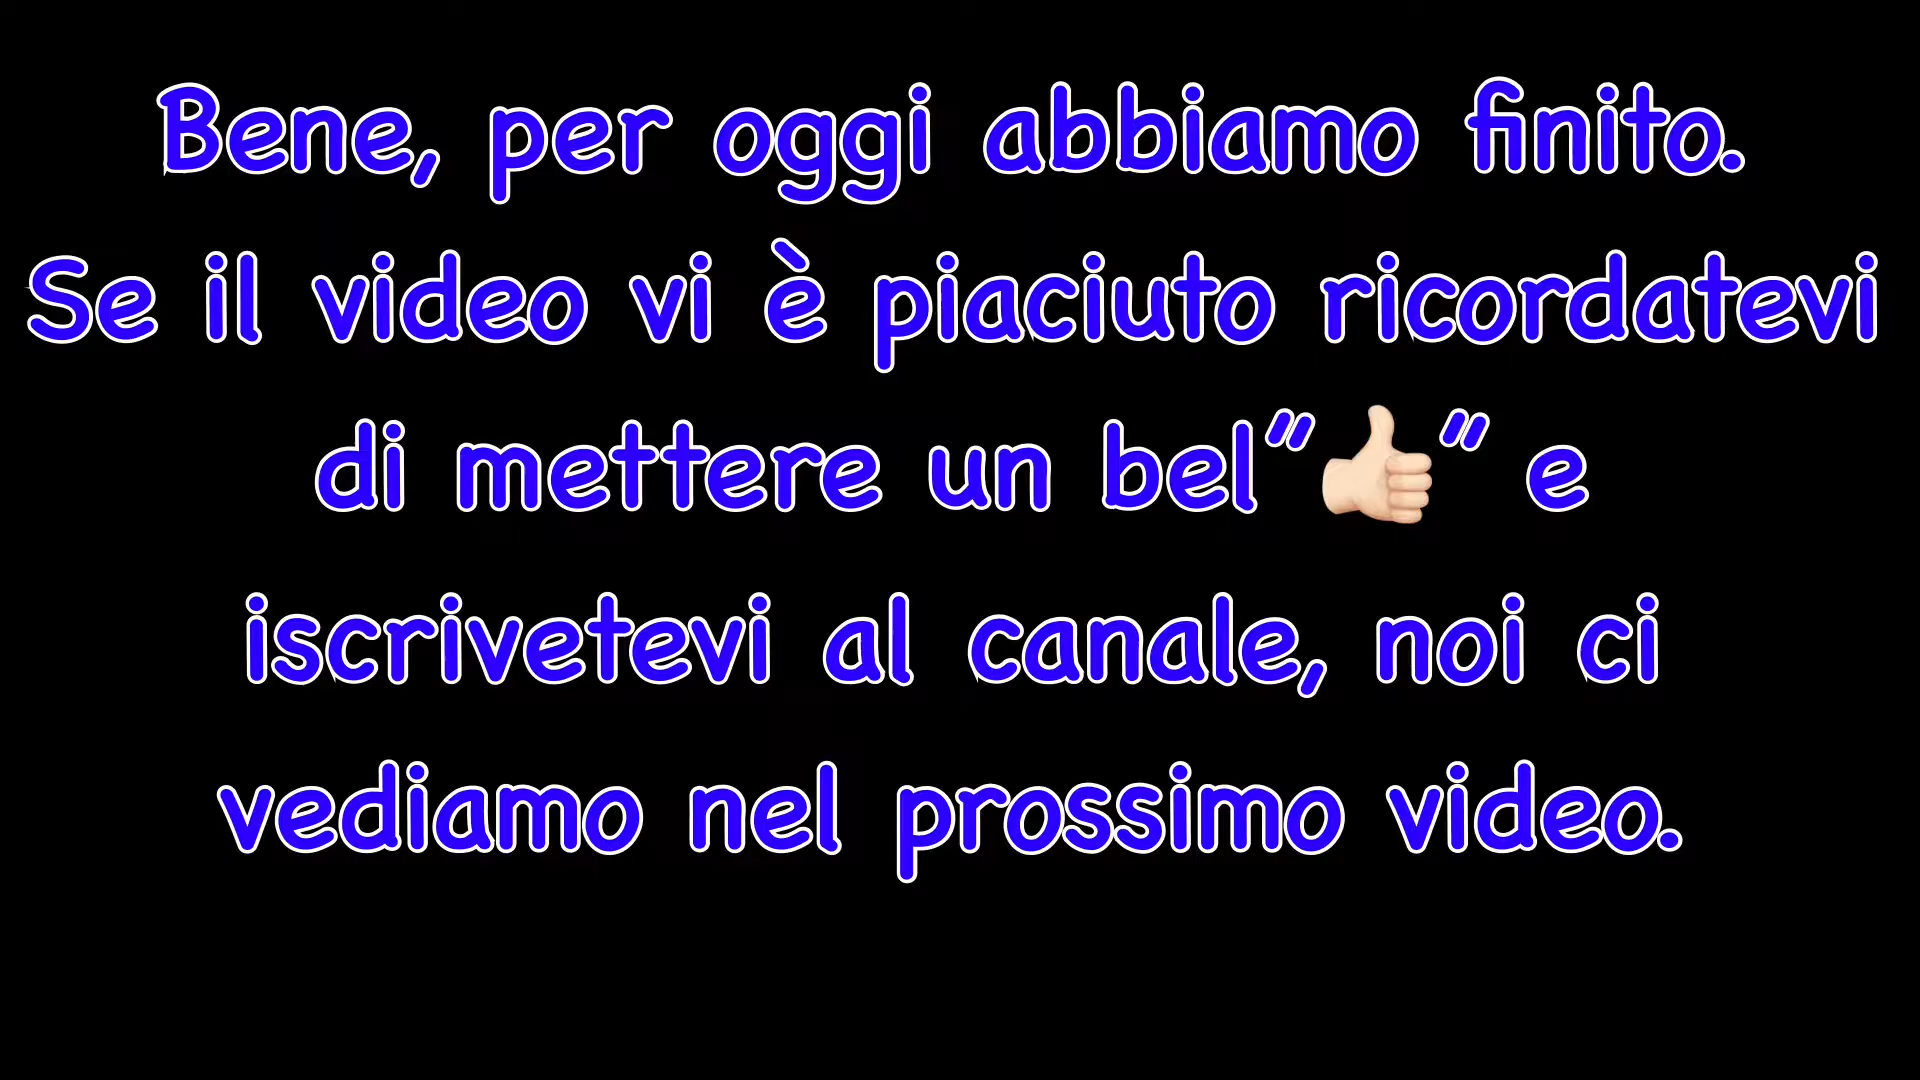 Bene, per oggi abbiamo finito.
Se il video vi è piaciuto ricordatevi
di mettere un bel”👍🏻” e
iscrivetevi al canale, noi ci
vediamo nel prossimo video.